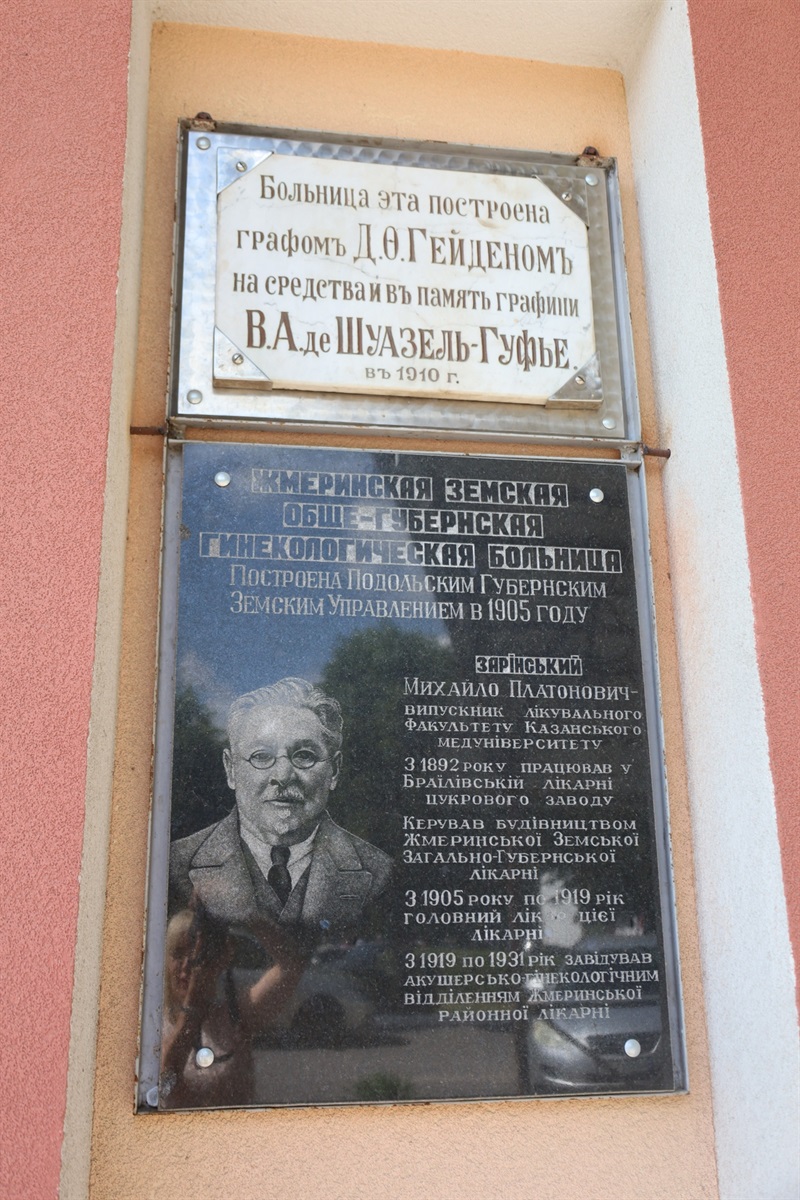 Больница эта построена
графомъ Д.Ѳ.Гейденомъ
на средства и въ память графини
В.А.де Шуазель-Гуфье.
въ 1910 г.
ЖМЕРИНСКАЯ ЗЕМСКАЯ
ОБЩЕ-ГУБЕРНСКАЯ
ГИНЕКОЛОГИЧЕСКАЯ БОЛЬНИЦА
ПОСТРОЕНА ПОДОЛЬСКИМ ГУБЕРНСКИМ
ЗЕМСКИМ УПРАВЛЕНИЕМ В 1905 ГОДУ
ЗАРІНСЬКИЙ
МИХАЙЛО ПЛАТОНОВИЧ-
ВИПУСКНИК ЛІКУВАЛЬНОГО
ФАКУЛЬТЕТУ КАЗАНСЬКОГО
МЕДУНІВЕРСИТЕТУ
З 1892 РОКУ ПРАЦЮВАВ У
БРАЇЛІВСЬКІЙ ЛІКАРНІ
ЦУКРОВОГО ЗАВОДУ
КЕРУВАВ БУДІВНИЦТВОМ
ЖМЕРИНСЬКОЇ ЗЕМСЬКОЇ
ЗАГАЛЬНО-ГУБЕРНСЬКОЇ
ЛІКАРНІ
З 1905 РОКУ ПО 1919 РІК
ГОЛОВНИЙ ЦІЄЇ
ЛІКАРНІ
З 1919 ПО 1931 РІК ЗАВІДУВАВ
АКУШЕРСЬКО-ГІНЕКОЛОГІЧНИМ
ВІДДІЛЕННЯМ ЖМЕРИНСЬКОЇ
РАЙОННОЇ ЛІКАРНІ